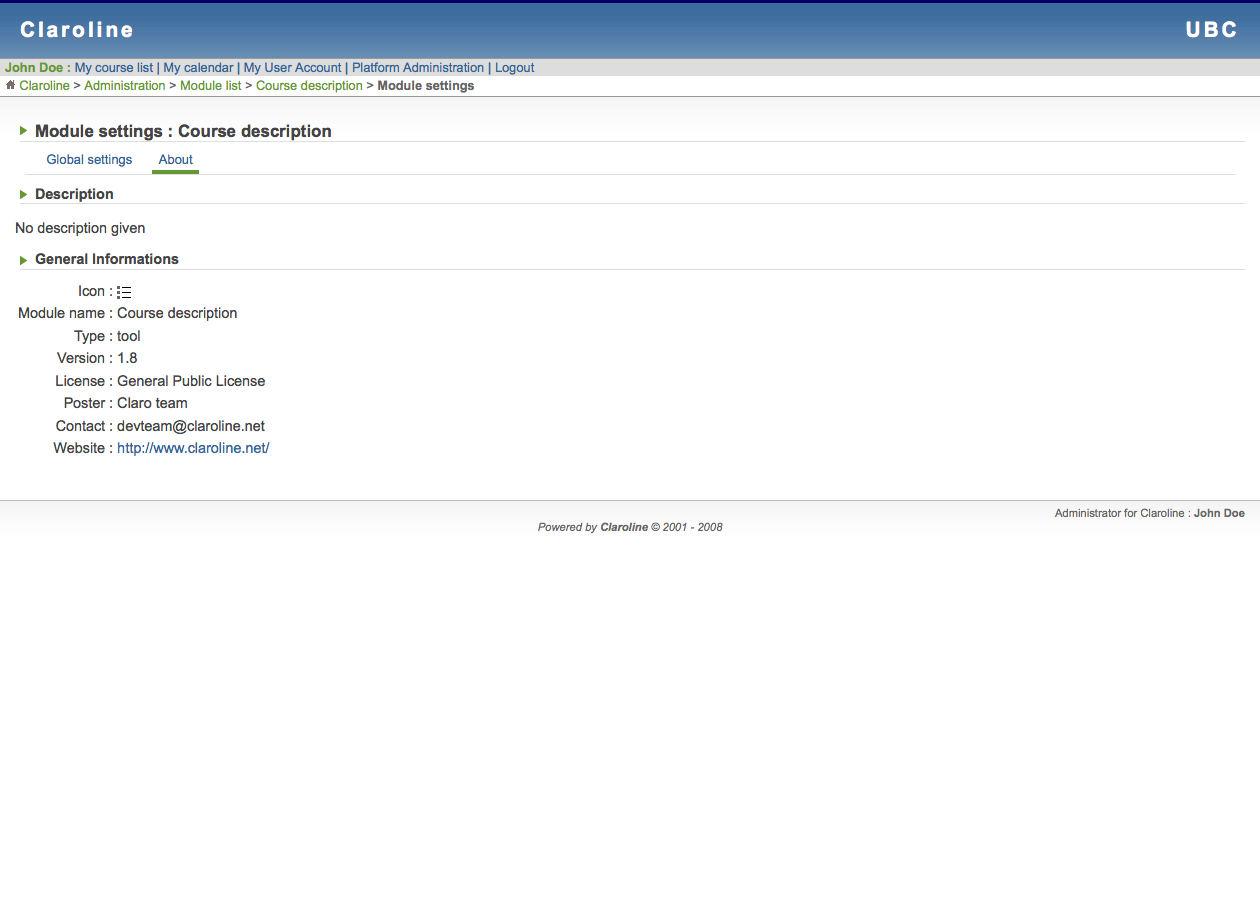 Claroline UBC
John Doe : My course list | My calendar | My User Account | Platform Administration | Logout
Claroline > Administration > Module list > Course description > Module settings
Module settings : Course description
Global settings About
Description
No description given
General Informations
Icon :
Module name : Course description
Type : tool
Version : 1.8
License : General Public License
Poster : Claro team
Contact : devteam@claroline.net
Website : http://www.claroline.net/
Administrator for Claroline : John Doe
Powered by Claroline © 2001 - 2008